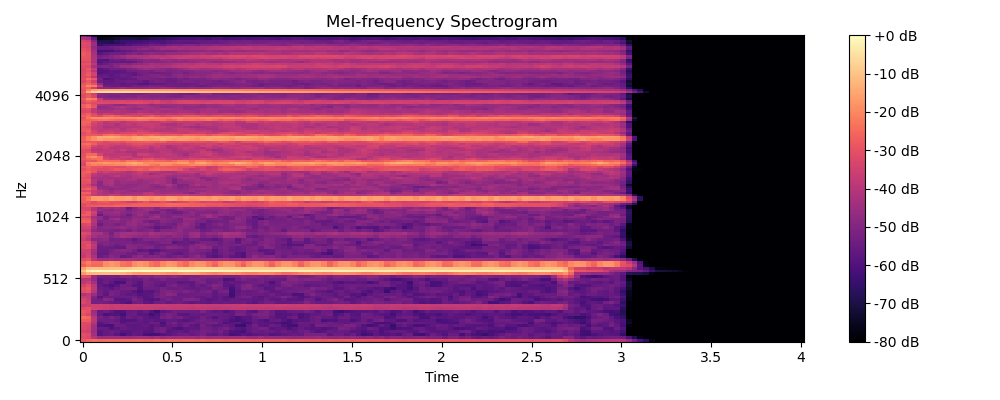 Mel-frequency Spectrogram
+0 dB
-10 dB
-20 dB
-30 dB
-40 dB
-50 dB
-60 dB
-70 dB
-80 dB
4096
2048
1024
512
0
Hz
0 0.5 1 1.5 2 2.5 3 3.5 4
Time